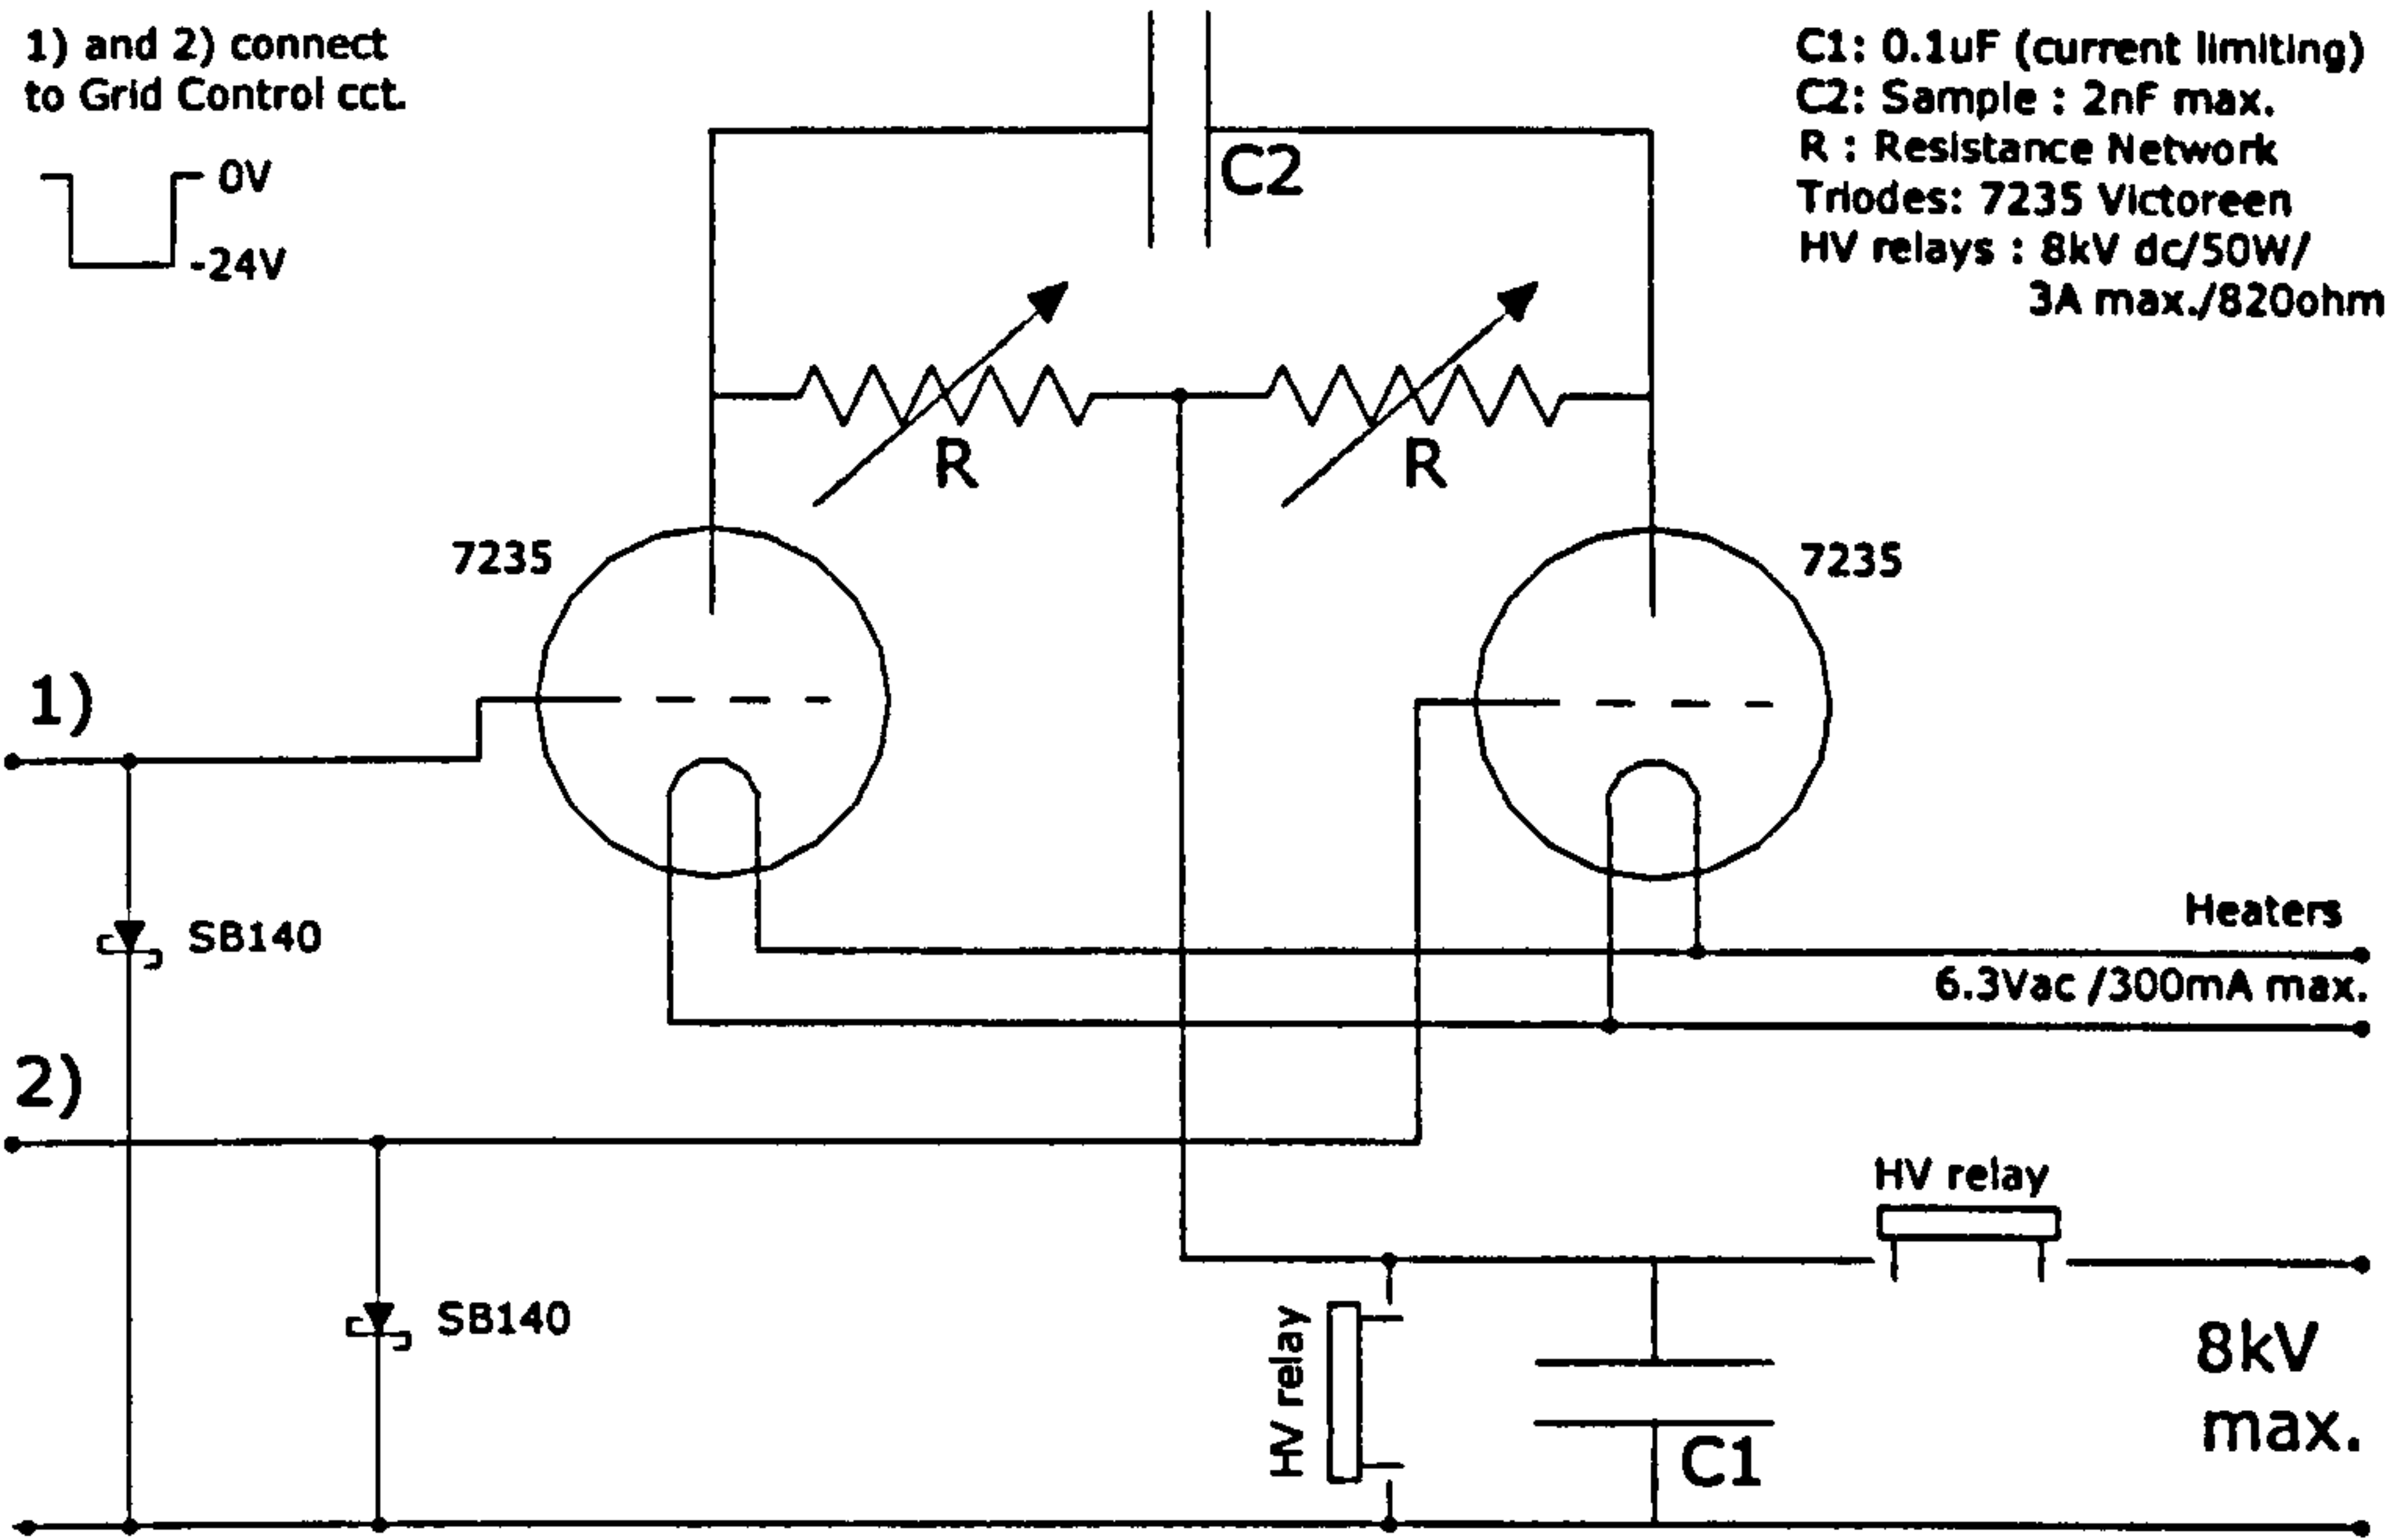 1) and 2) connect
to Grid Control cct.
0V
-24V
C1: 0.1uF (current limiting)
C2: Sample : 2nF max.
R : Resistance Network
Triodes: 7235 Victoreen
HV relays : 8kV dc/50W/
3A max./820ohm
C2
R
R
7235
7235
1)
SB140
Heaters
6.3Vac /300mA max.
2)
SB140
HV relay
HV relay
C1
8kV
max.